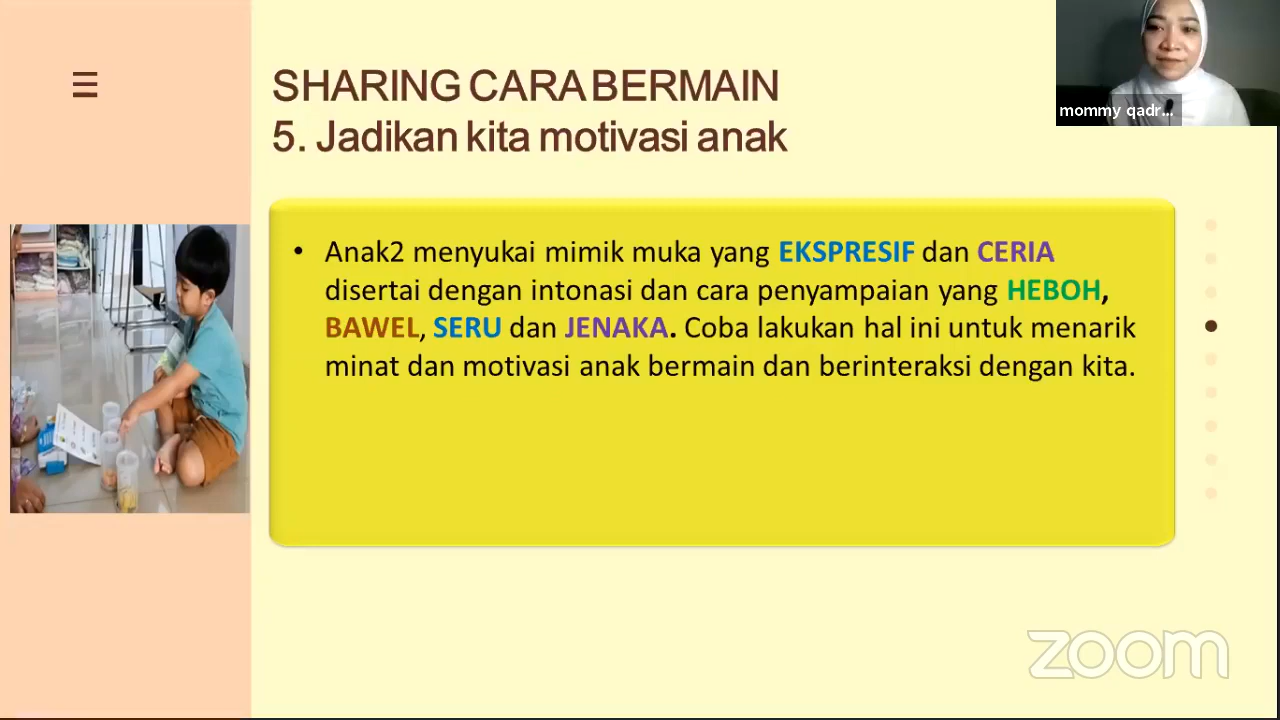 SHARING CARA BERMAIN
5. Jadikan kita motivasi anak
mommy qadr...
• Anak2 menyukai mimik muka yang EKSPRESIF dan CERIA
disertai dengan intonasi dan cara penyampaian yang HEBOH,
BAWEL, SERU dan JENAKA. Coba lakukan hal ini untuk menarik
minat dan motivasi anak bermain dan berinteraksi dengan kita.
zoom